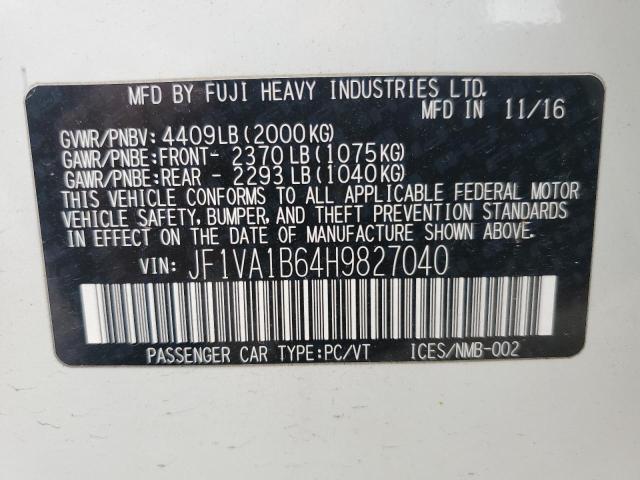 MFD BY FUJI HEAVY INDUSTRIES LTD.
MFD IN 11/16
GVWR/PNBV: 4409LB (2000KG)
GAWR/PNBE:FRONT- 2370 LB (1075KG)
GAWR/PNBE:REAR - 2293 LB (1040KG)
THIS VEHICLE CONFORMS TO ALL APPLICABLE FEDERAL MOTOR
VEHICLE SAFETY, BUMPER, AND THEFT PREVENTION STANDARDS
IN EFFECT ON THE DATE OF MANUFACTURE SHOWN ABOVE.
VIN: JF1VA1B64H9827040
PASSENGER CAR TYPE:PC/VT ICES/NMB-002